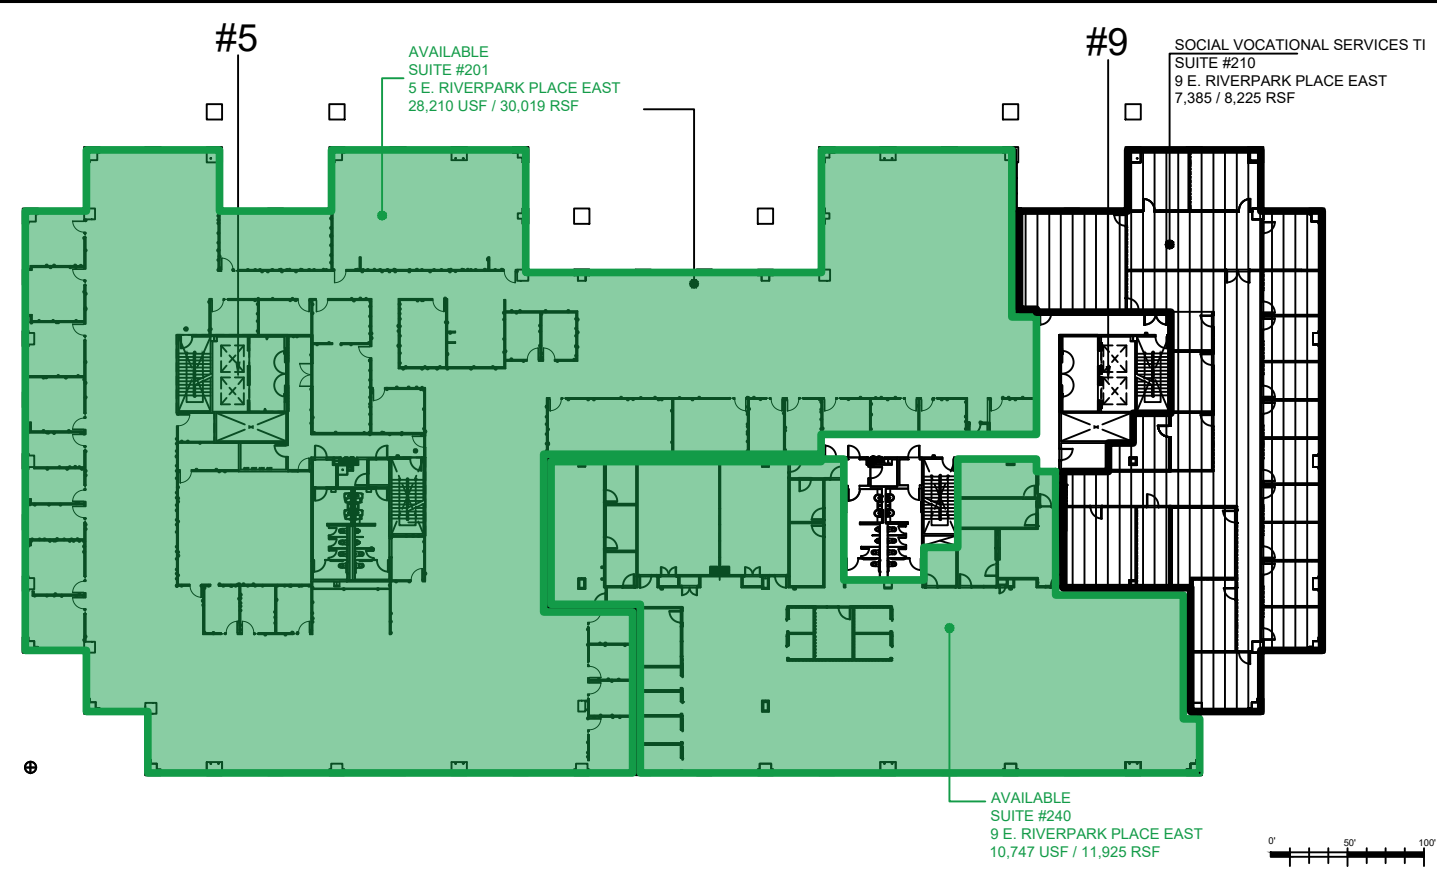 #5
AVAILABLE
SUITE #201
5 E. RIVERPARK PLACE EAST
28,210 USF / 30,019 RSF
#9
SOCIAL VOCATIONAL SERVICES TI
SUITE #210
9 E. RIVERPARK PLACE EAST
7,385 / 8,225 RSF
AVAILABLE
SUITE #240
9 E. RIVERPARK PLACE EAST
10,747 USF / 11,925 RSF
0' 50' 100'